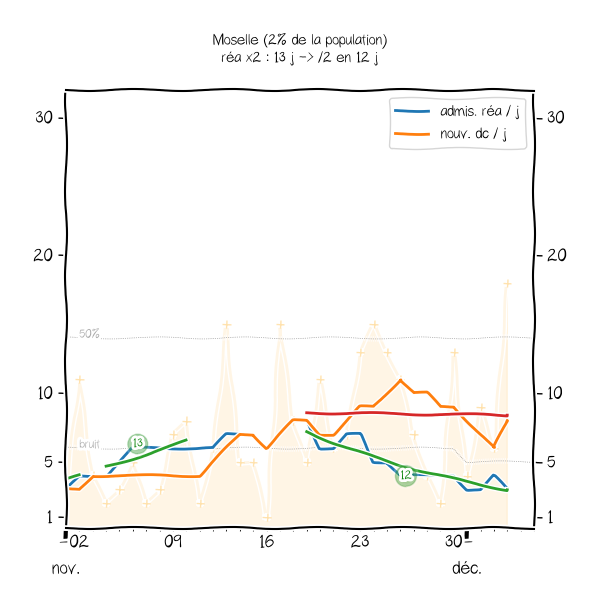 Moselle (2% de la population)
réa x2 : 13 j -> /2 en 12 j
admis. réa / j
nouv. dc / j
30 30
20 20
50%
10 10
13
bruit
5 5
12
1 1
02 09 16 23 30
nov. déc.